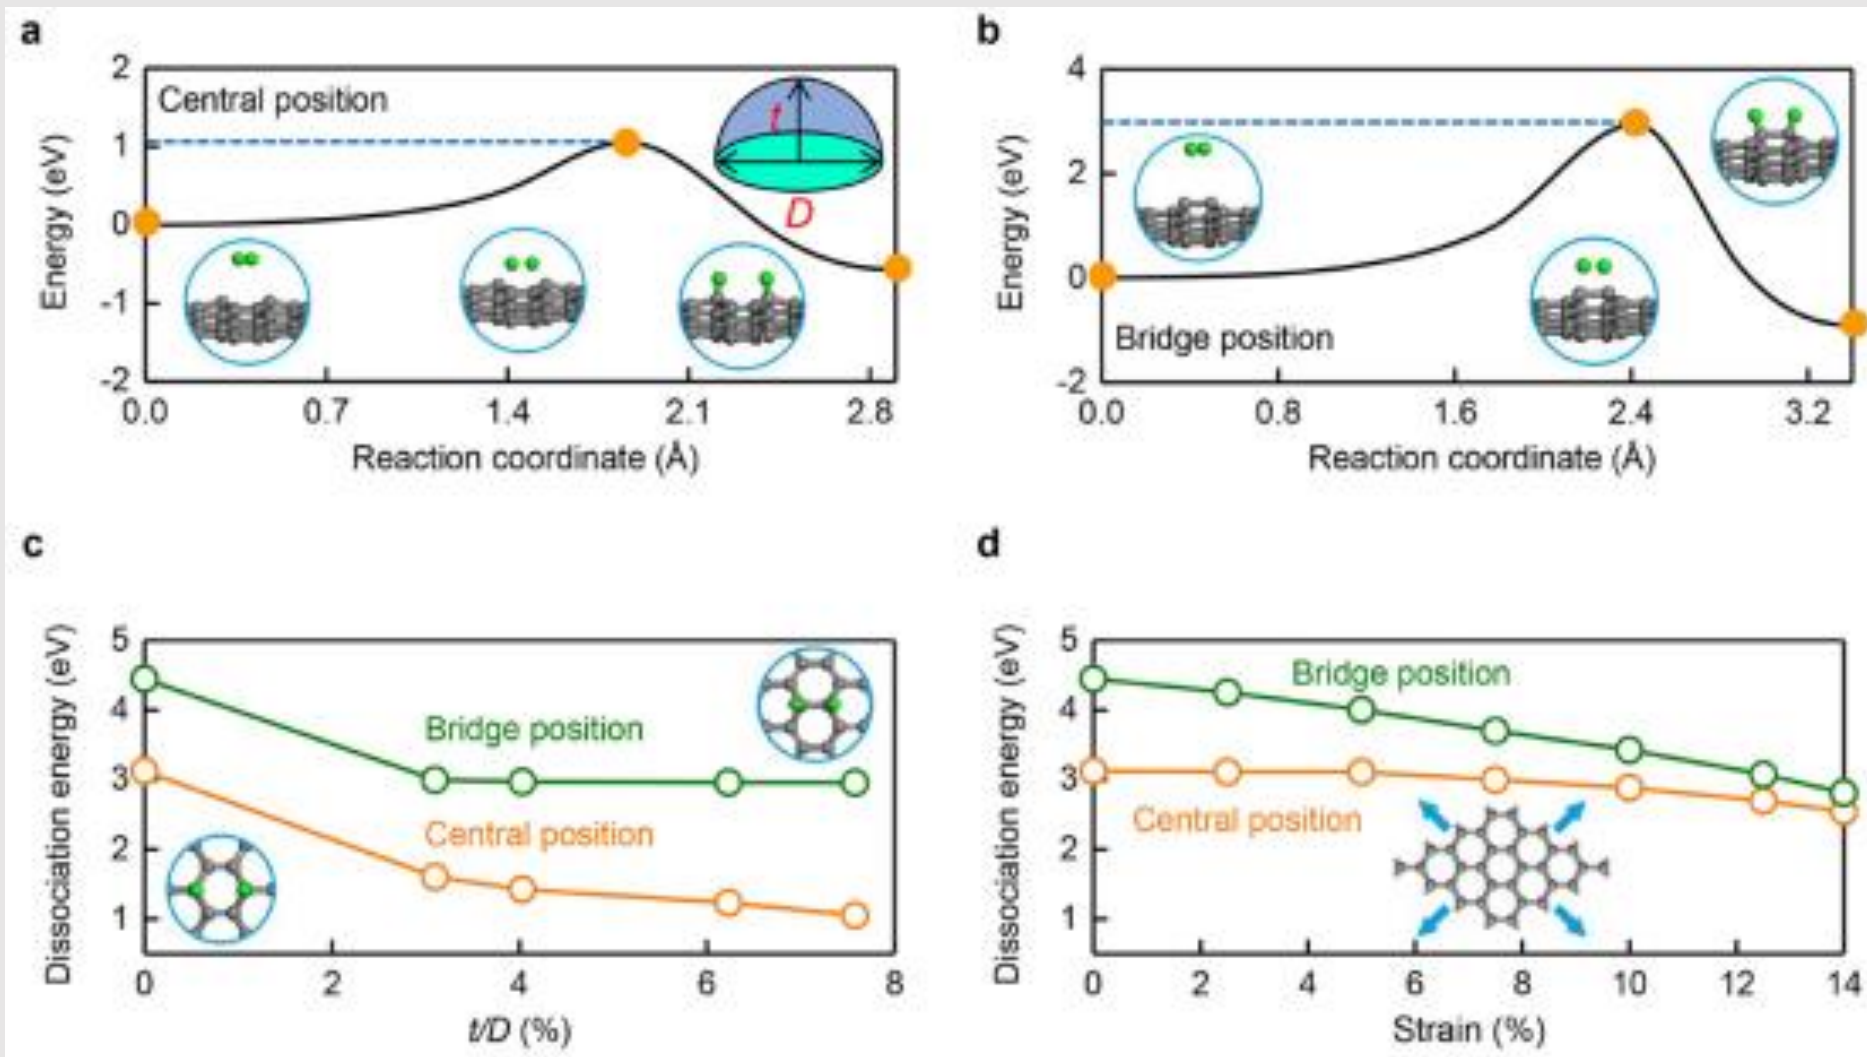 a
2
1
0
-1
-2
Energy (eV)
Central position
t
D
0.0 0.7 1.4 2.1 2.8
Reaction coordinate (Å)
b
4
2
0
-2
Energy (eV)
Bridge position
0.0 0.8 1.6 2.4 3.2
Reaction coordinate (Å)
c
5
4
3
2
1
Dissociation energy (eV)
Bridge position
Central position
0 2 4 6 8
t/D (%)
d
5
4
3
2
1
Dissociation energy (eV)
Bridge position
Central position
0 2 4 6 8 10 12 14
Strain (%)